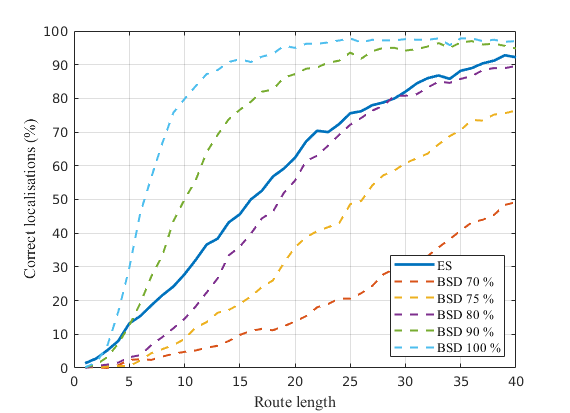 100
90
80
70
60
50
40
30
20
10
0
Correct localisations (%)
ES
BSD 70 %
BSD 75 %
BSD 80 %
BSD 90 %
BSD 100 %
0 5 10 15 20 25 30 35 40
Route length